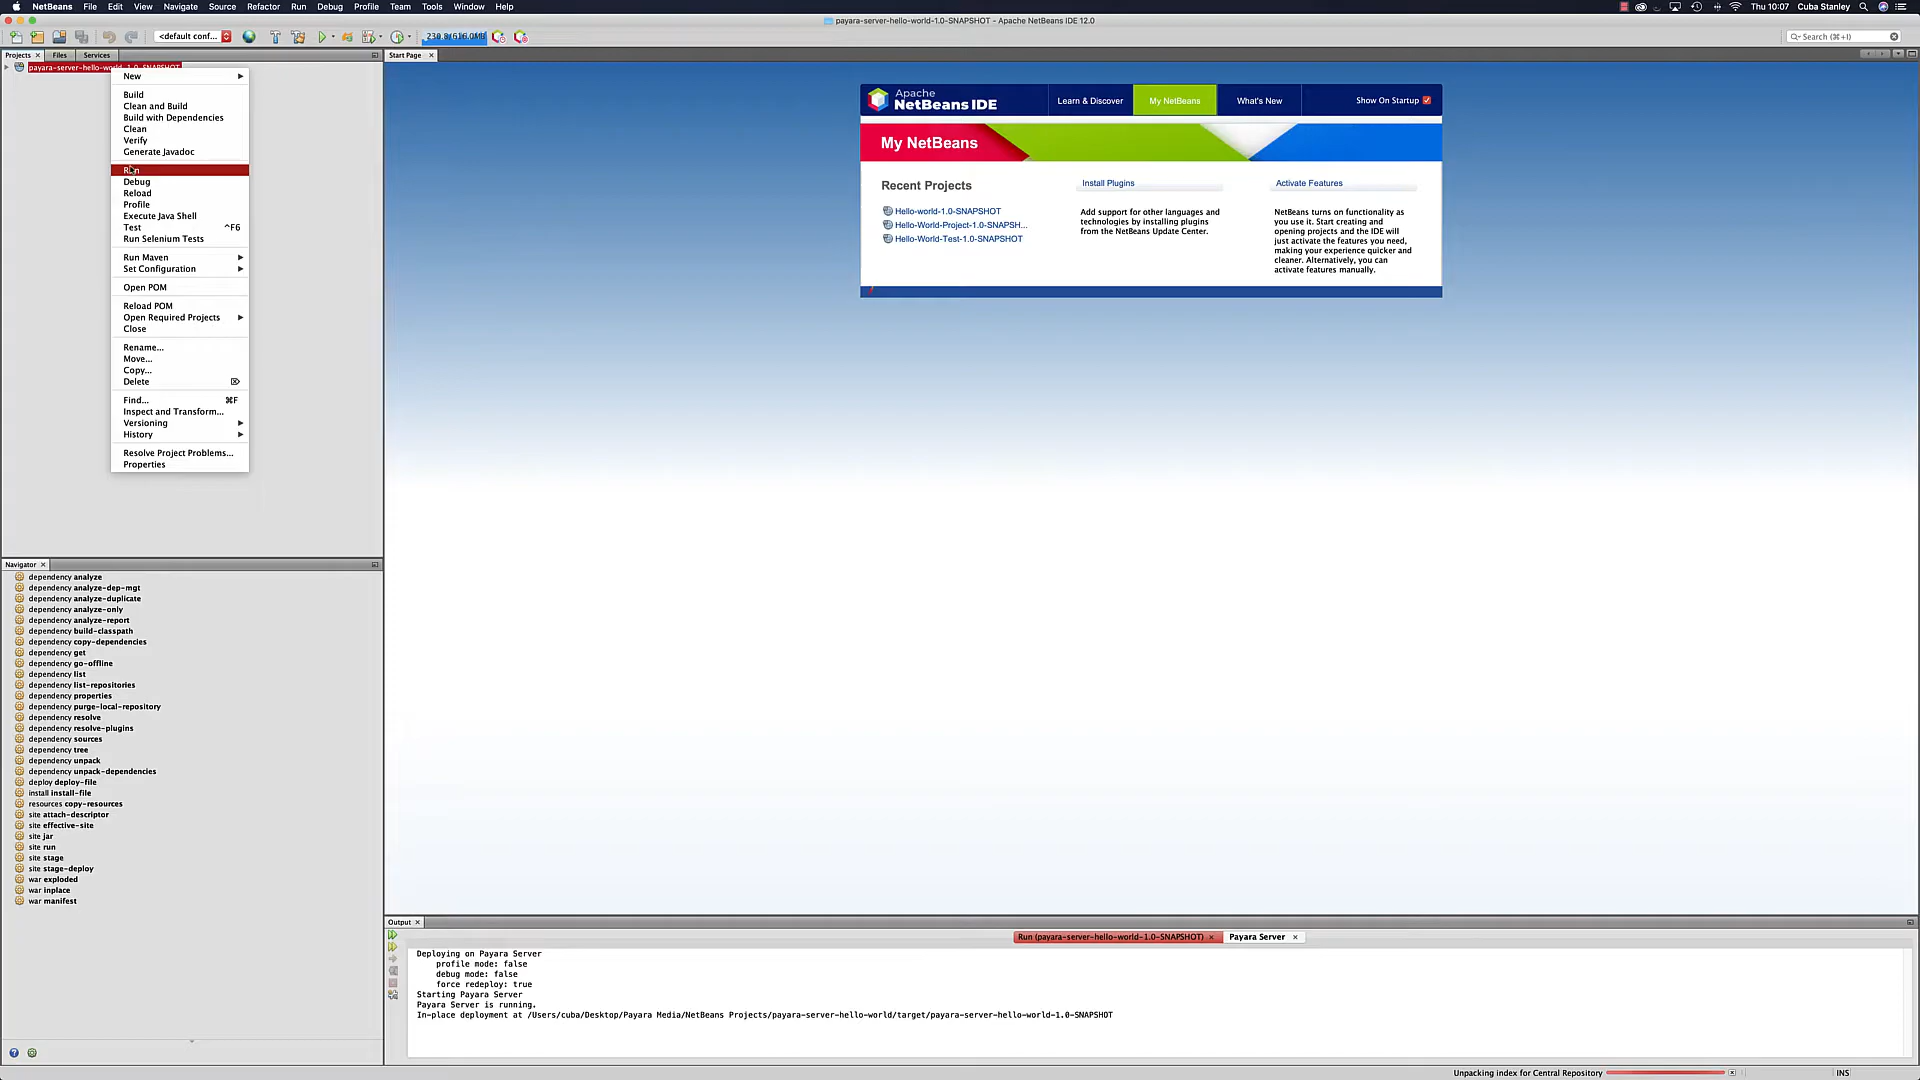 NetBeans File Edit View Navigate Source Refactor Run Debug Profile Team Tools Window Help Thu 10:07 Cuba Stanley
payara-server-hello-world-1.0-SNAPSHOT - Apache NetBeans IDE 12.0
<default conf... 230.8/616.0MB Search (⌘+I)
Projects Files Services Start Page
payara-server-hello-world-1.0-SNAPSHOT
New
Build
Clean and Build
Build with Dependencies
Clean
Verify
Generate Javadoc
Run
Debug
Reload
Profile
Execute Java Shell
Test ^F6
Run Selenium Tests
Run Maven
Set Configuration
Open POM
Reload POM
Open Required Projects
Close
Rename...
Move...
Copy...
Delete ⌦
Find... ⌘F
Inspect and Transform...
Versioning
History
Resolve Project Problems...
Properties
Apache
NetBeans IDE
Learn & Discover My NetBeans What's New Show On Startup
My NetBeans
Recent Projects
Hello-world-1.0-SNAPSHOT
Hello-World-Project-1.0-SNAPSH...
Hello-World-Test-1.0-SNAPSHOT
Install Plugins
Add support for other languages and
technologies by installing plugins
from the NetBeans Update Center.
Activate Features
NetBeans turns on functionality as
you use it. Start creating and
opening projects and the IDE will
just activate the features you need,
making your experience quicker and
cleaner. Alternatively, you can
activate features manually.
Navigator
dependency analyze
dependency analyze-dep-mgt
dependency analyze-duplicate
dependency analyze-only
dependency analyze-report
dependency build-classpath
dependency copy-dependencies
dependency get
dependency go-offline
dependency list
dependency list-repositories
dependency properties
dependency purge-local-repository
dependency resolve
dependency resolve-plugins
dependency sources
dependency tree
dependency unpack
dependency unpack-dependencies
deploy deploy-file
install install-file
resources copy-resources
site attach-descriptor
site effective-site
site jar
site run
site stage
site stage-deploy
war exploded
war inplace
war manifest
Output
Run (payara-server-hello-world-1.0-SNAPSHOT) Payara Server
Deploying on Payara Server
profile mode: false
debug mode: false
force redeploy: true
Starting Payara Server
Payara Server is running.
In-place deployment at /Users/cuba/Desktop/Payara Media/NetBeans Projects/payara-server-hello-world/target/payara-server-hello-world-1.0-SNAPSHOT
Unpacking index for Central Repository INS